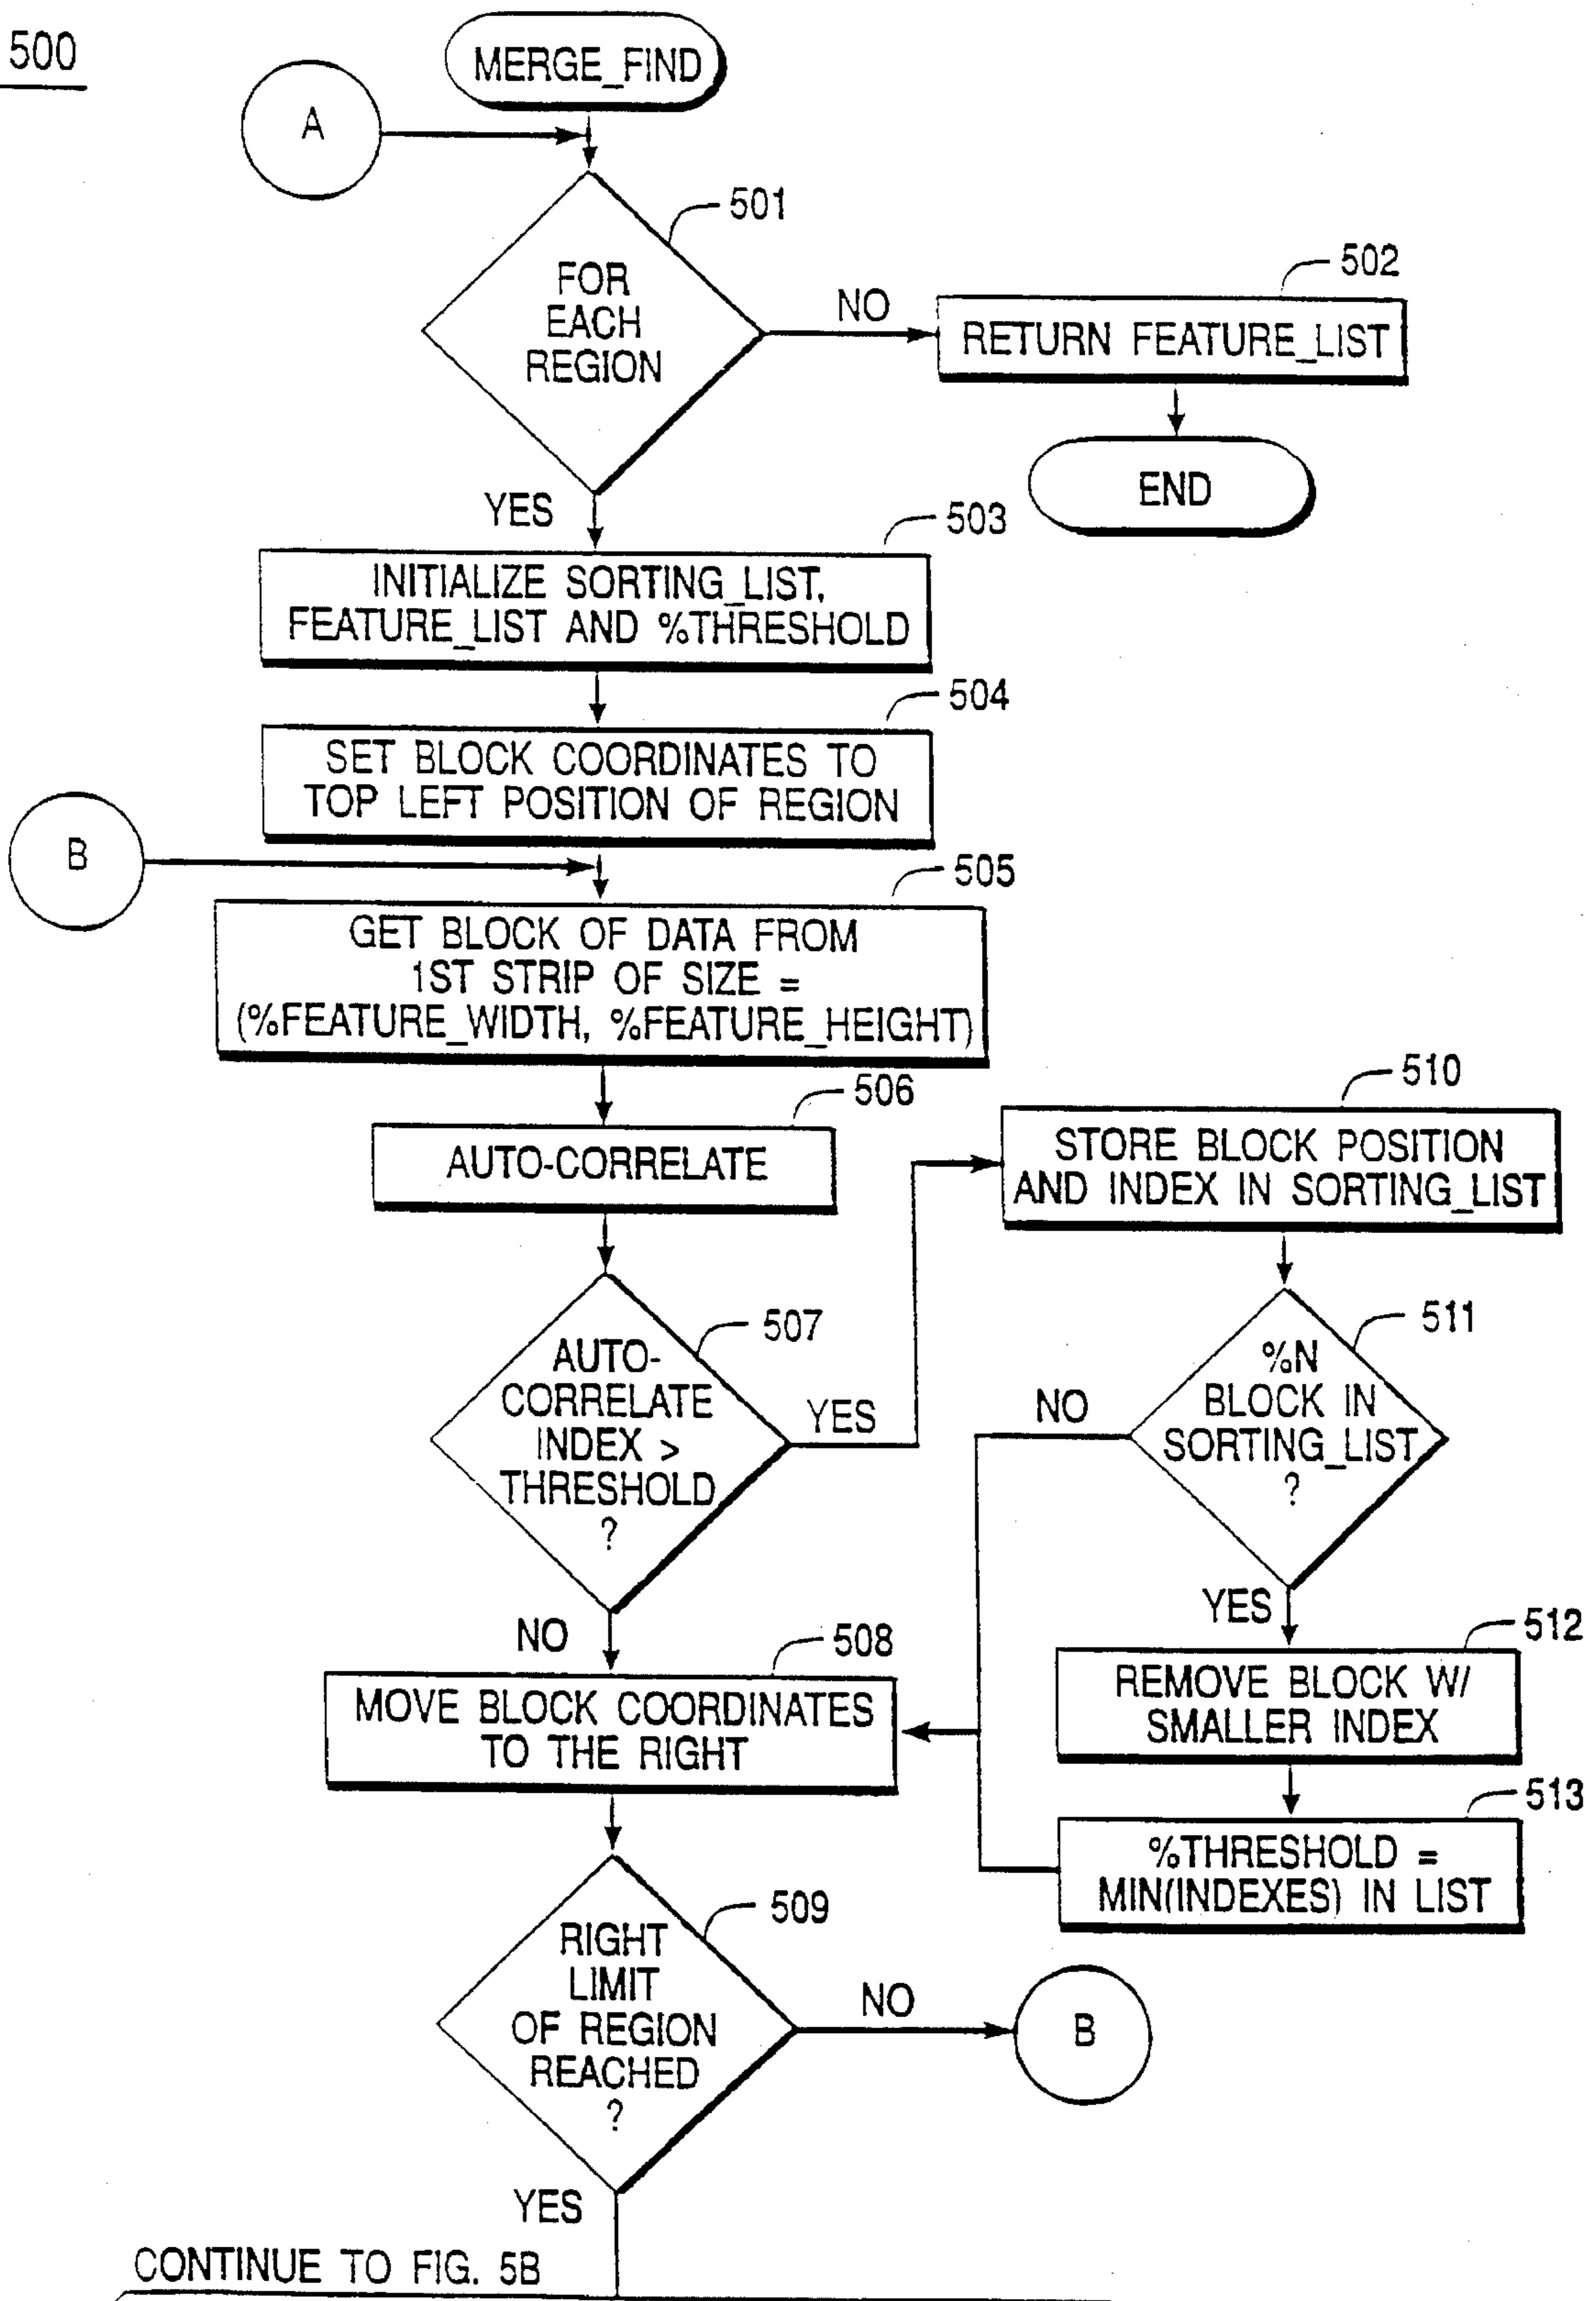 500
MERGE_FIND
A
501
FOR
EACH
REGION
NO
502
RETURN FEATURE_LIST
END
YES
503
INITIALIZE SORTING_LIST,
FEATURE_LIST AND %THRESHOLD
504
SET BLOCK COORDINATES TO
TOP LEFT POSITION OF REGION
B
505
GET BLOCK OF DATA FROM
1ST STRIP OF SIZE =
(%FEATURE_WIDTH, %FEATURE_HEIGHT)
506
AUTO-CORRELATE
507
AUTO-
CORRELATE
INDEX >
THRESHOLD
?
YES
510
STORE BLOCK POSITION
AND INDEX IN SORTING_LIST
511
%N
BLOCK IN
SORTING_LIST
?
NO
YES
512
REMOVE BLOCK W/
SMALLER INDEX
513
%THRESHOLD =
MIN(INDEXES) IN LIST
NO
508
MOVE BLOCK COORDINATES
TO THE RIGHT
509
RIGHT
LIMIT
OF REGION
REACHED
?
NO
B
YES
CONTINUE TO FIG. 5B